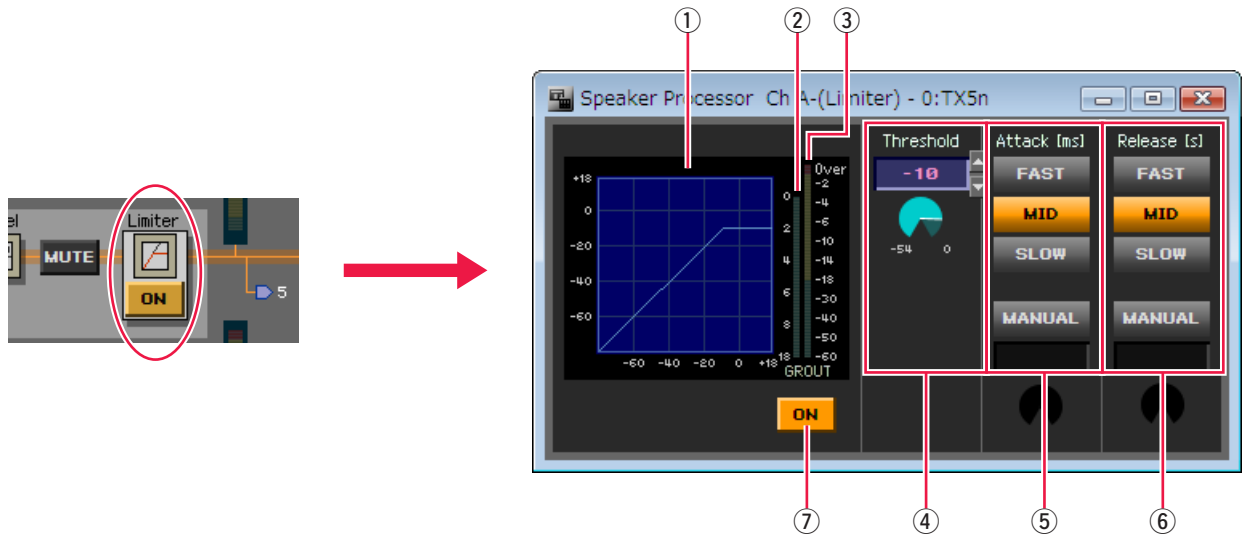 ① ② ③
Speaker Processor Ch A-(Limiter) - 0:TX5n
el
Limiter
MUTE
ON
5
+18
0
-20
-40
-60
-60 -40 -20 0 +18
0
2
4
6
8
18
Over
-2
-4
-6
-10
-14
-18
-30
-40
-50
-60
GROUT
ON
Threshold
-10
-54 0
Attack [ms]
FAST
MID
SLOW
MANUAL
Release [s]
FAST
MID
SLOW
MANUAL
⑦ ④ ⑤ ⑥